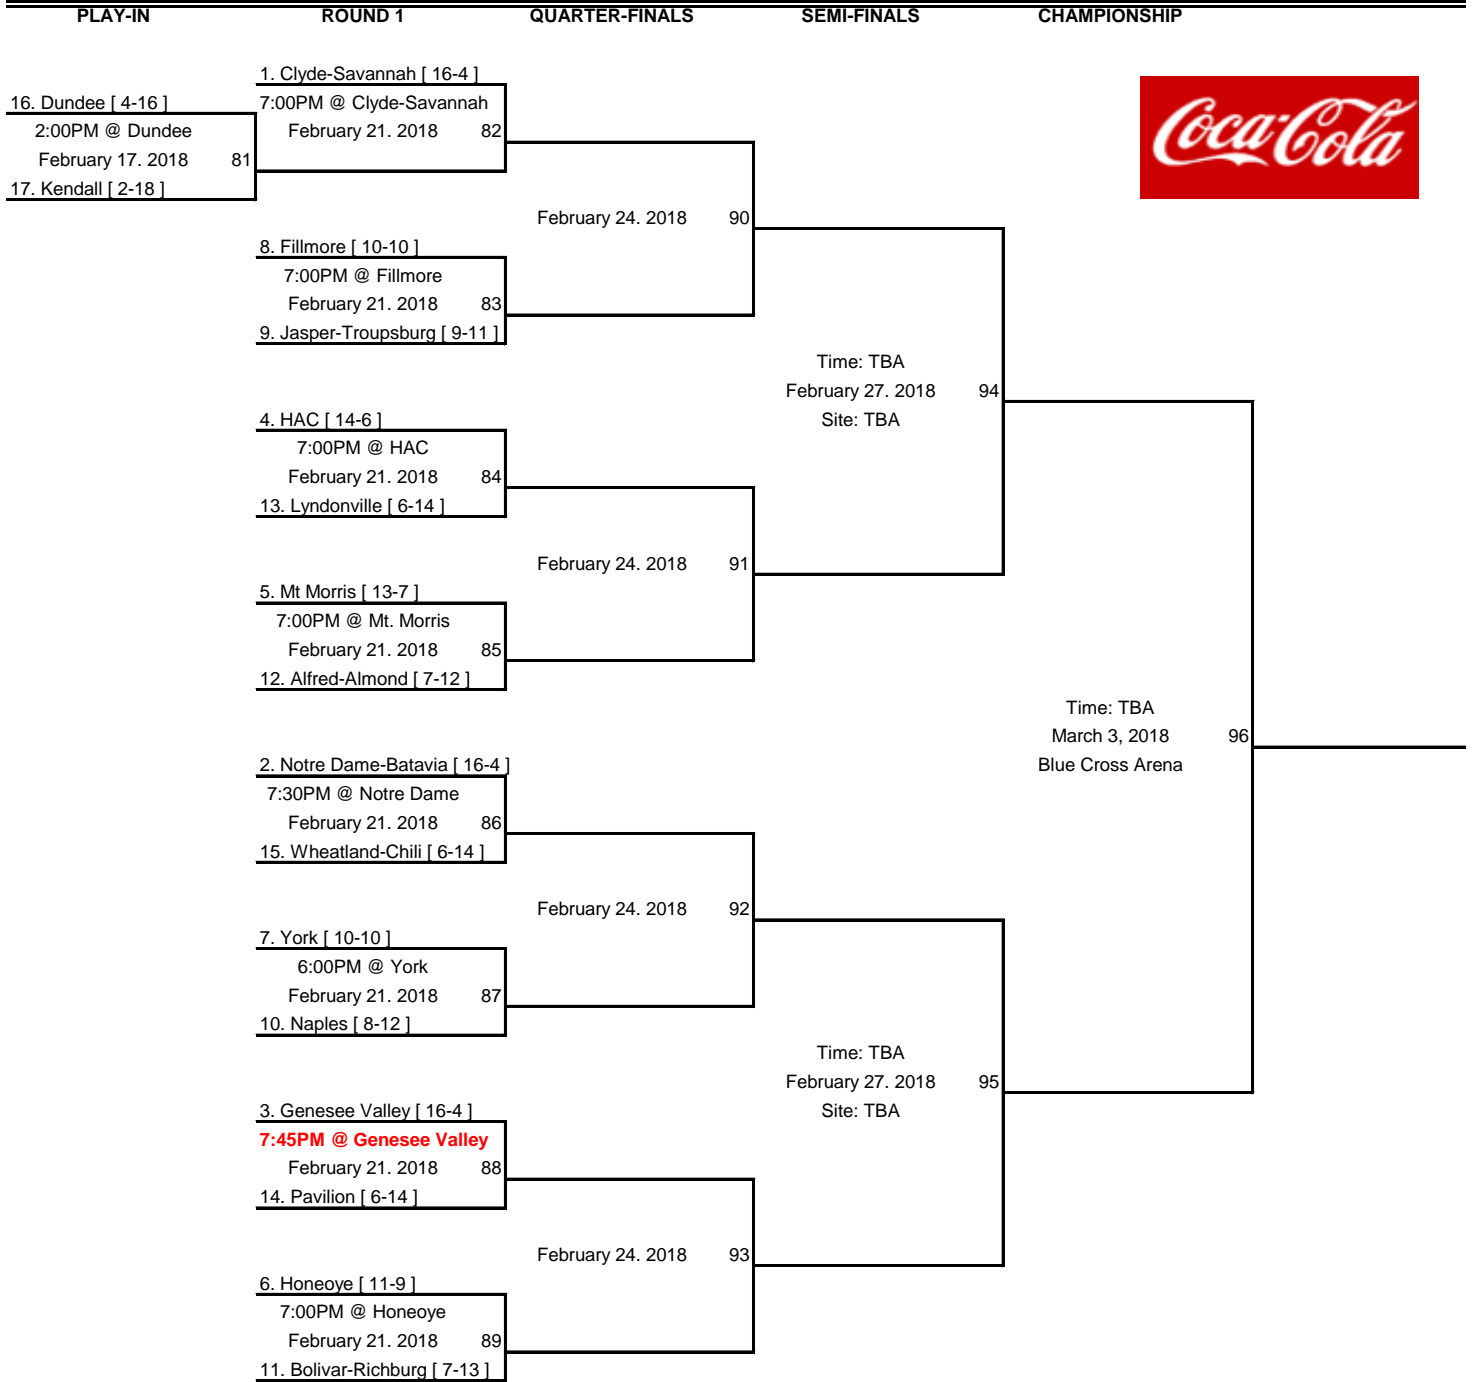 PLAY-IN ROUND 1 QUARTER-FINALS SEMI-FINALS CHAMPIONSHIP
Coca-Cola
16. Dundee [ 4-16 ]
2:00PM @ Dundee
February 17. 2018 81
17. Kendall [ 2-18 ]
1. Clyde-Savannah [ 16-4 ]
7:00PM @ Clyde-Savannah
February 21. 2018 82
8. Fillmore [ 10-10 ]
7:00PM @ Fillmore
February 21. 2018 83
9. Jasper-Troupsburg [ 9-11 ]
4. HAC [ 14-6 ]
7:00PM @ HAC
February 21. 2018 84
13. Lyndonville [ 6-14 ]
5. Mt Morris [ 13-7 ]
7:00PM @ Mt. Morris
February 21. 2018 85
12. Alfred-Almond [ 7-12 ]
2. Notre Dame-Batavia [ 16-4 ]
7:30PM @ Notre Dame
February 21. 2018 86
15. Wheatland-Chili [ 6-14 ]
7. York [ 10-10 ]
6:00PM @ York
February 21. 2018 87
10. Naples [ 8-12 ]
3. Genesee Valley [ 16-4 ]
7:45PM @ Genesee Valley
February 21. 2018 88
14. Pavilion [ 6-14 ]
6. Honeoye [ 11-9 ]
7:00PM @ Honeoye
February 21. 2018 89
11. Bolivar-Richburg [ 7-13 ]
February 24. 2018 90
February 24. 2018 91
February 24. 2018 92
February 24. 2018 93
Time: TBA
February 27. 2018 94
Site: TBA
Time: TBA
February 27. 2018 95
Site: TBA
Time: TBA
March 3, 2018 96
Blue Cross Arena